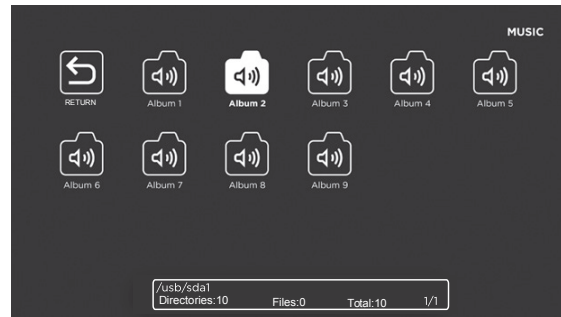 MUSIC
RETURN Album 1 Album 2 Album 3 Album 4 Album 5
Album 6 Album 7 Album 8 Album 9
/usb/sda1
Directories:10 Files:0 Total:10 1/1